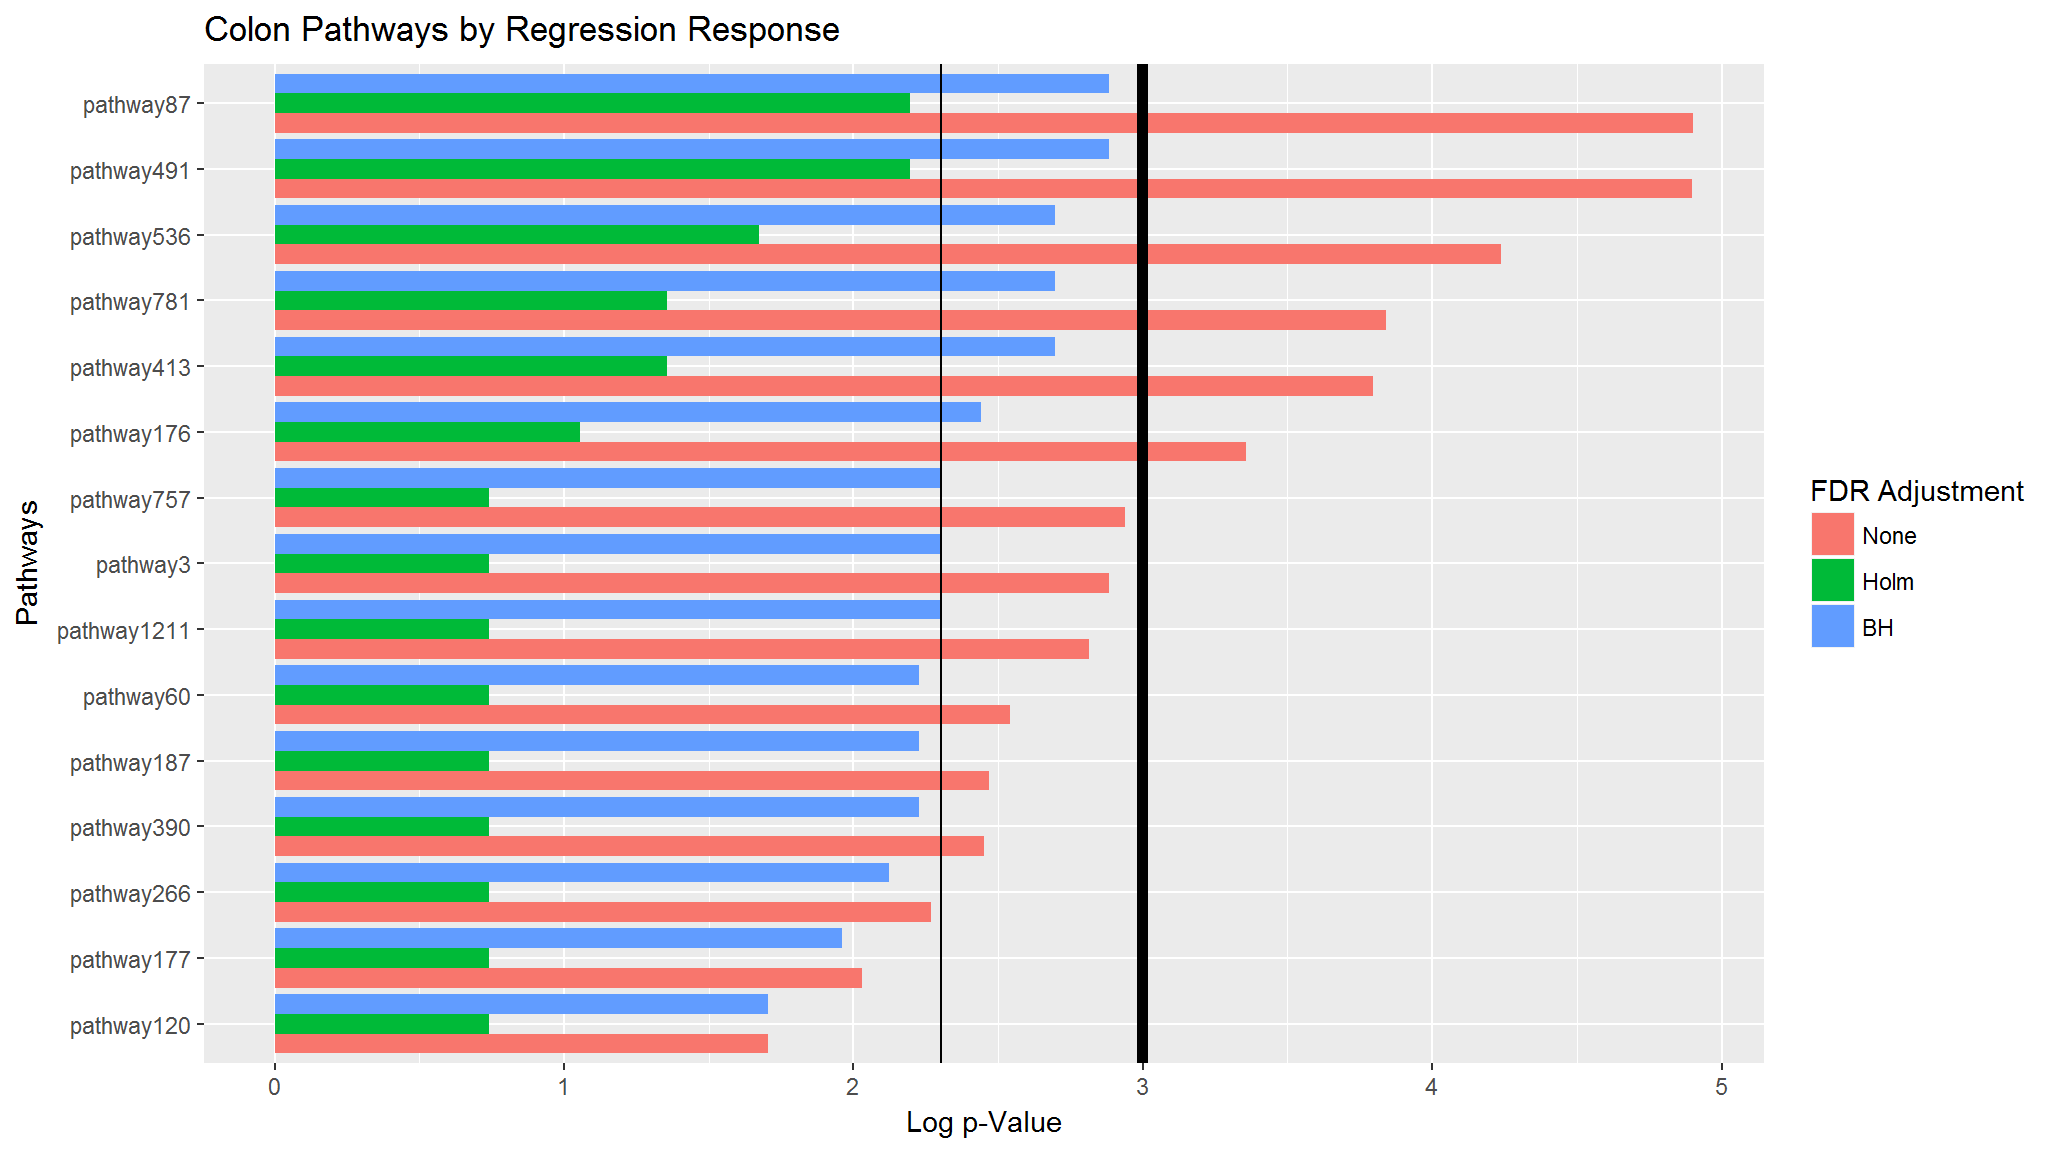 Colon Pathways by Regression Response
pathway87
pathway491
pathway536
pathway781
pathway413
pathway176
pathway757
pathway3
pathway1211
pathway60
pathway187
pathway390
pathway266
pathway177
pathway120
Pathways
0 1 2 3 4 5
Log p-Value
FDR Adjustment
None
Holm
BH